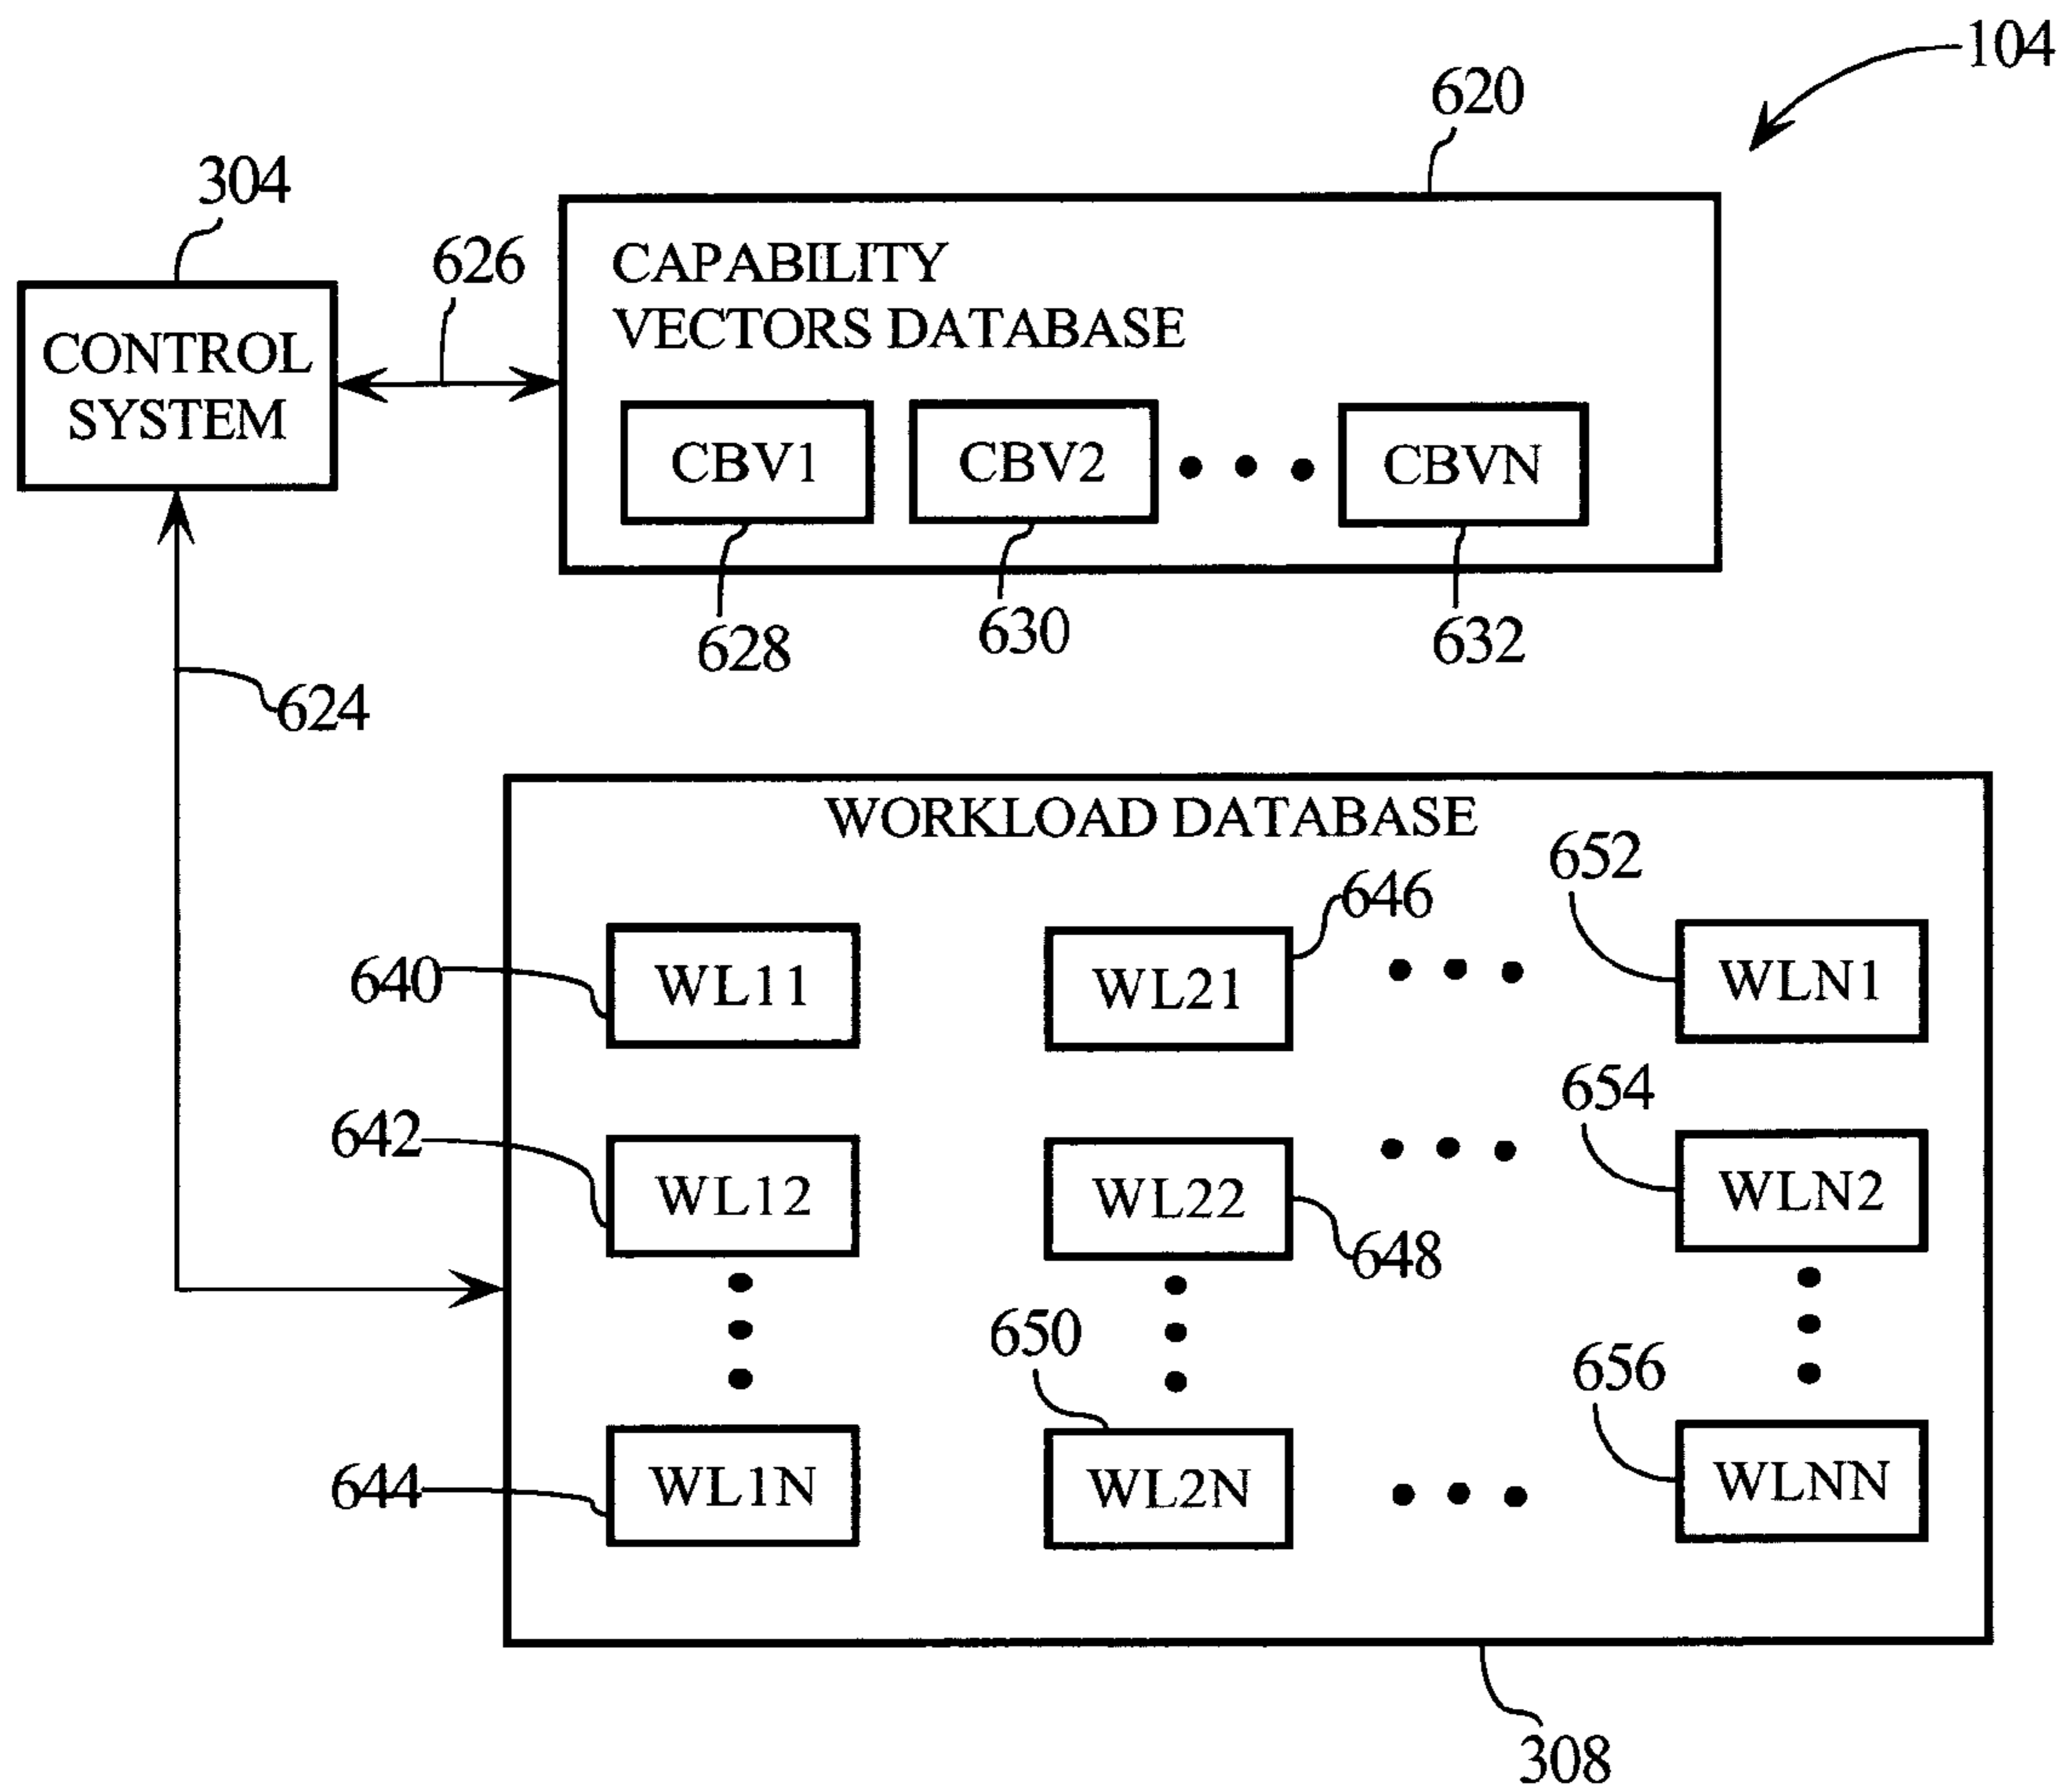 104
620
304
626
CAPABILITY
VECTORS DATABASE
CONTROL
SYSTEM
CBV1
CBV2
CBVN
628
630
632
624
WORKLOAD DATABASE
652
646
640
WL11
WL21
WLN1
654
642
WL12
WL22
WLN2
648
650
656
644
WL1N
WL2N
WLNN
308